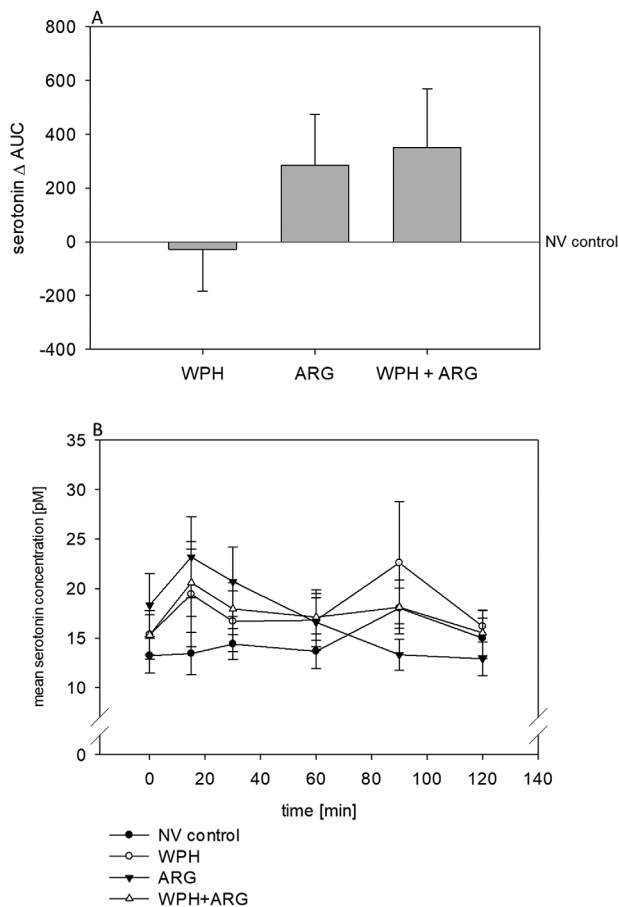 A
800
600
400
200
0
-200
-400
serotonin Δ AUC
NV control
WPH ARG WPH + ARG
B
35
30
25
20
15
10
0
mean serotonin concentration [pM]
0 20 40 60 80 100 120 140
time [min]
NV control
WPH
ARG
WPH+ARG